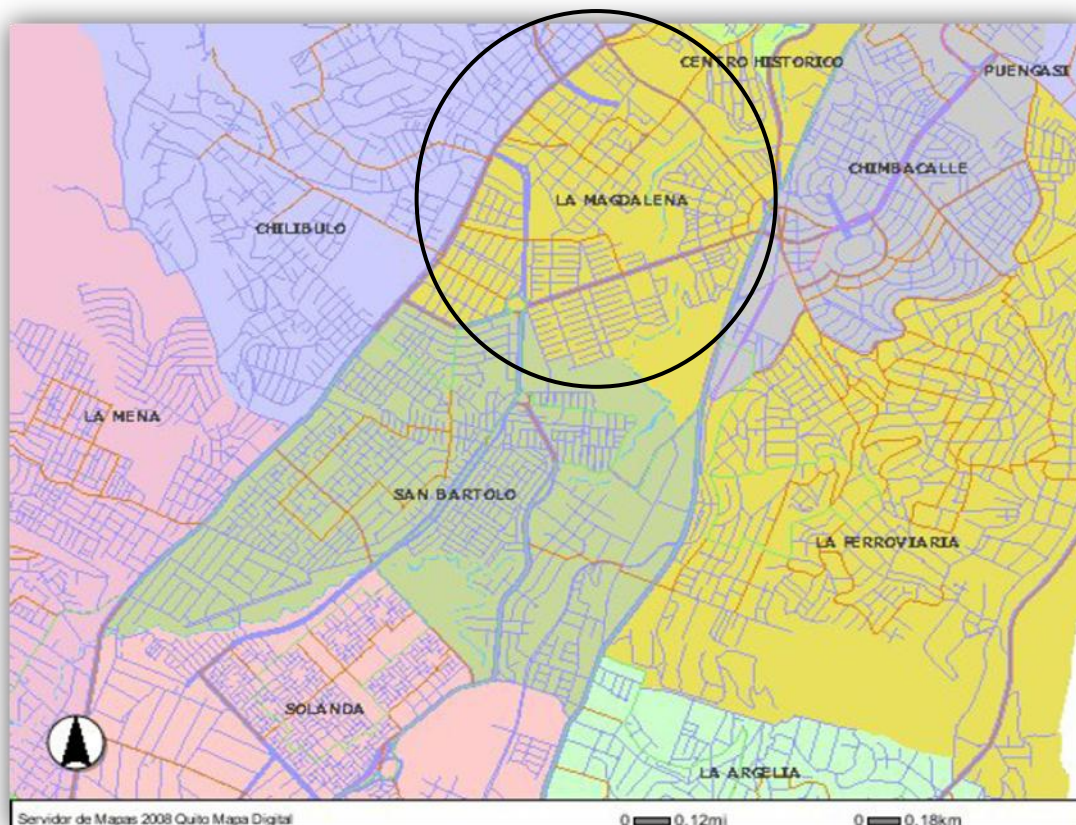 CENTRO HISTORICO
PUENGASI
CHIMBACALLE
LA MAGDALENA
CHILIBULO
LA MENA
SAN BARTOLO
LA FERROVIARIA
SOLANDA
LA ARGELIA
Servidor de Mapas 2008 Quito Mapa Digital
0 0.12mi 0 0.18km